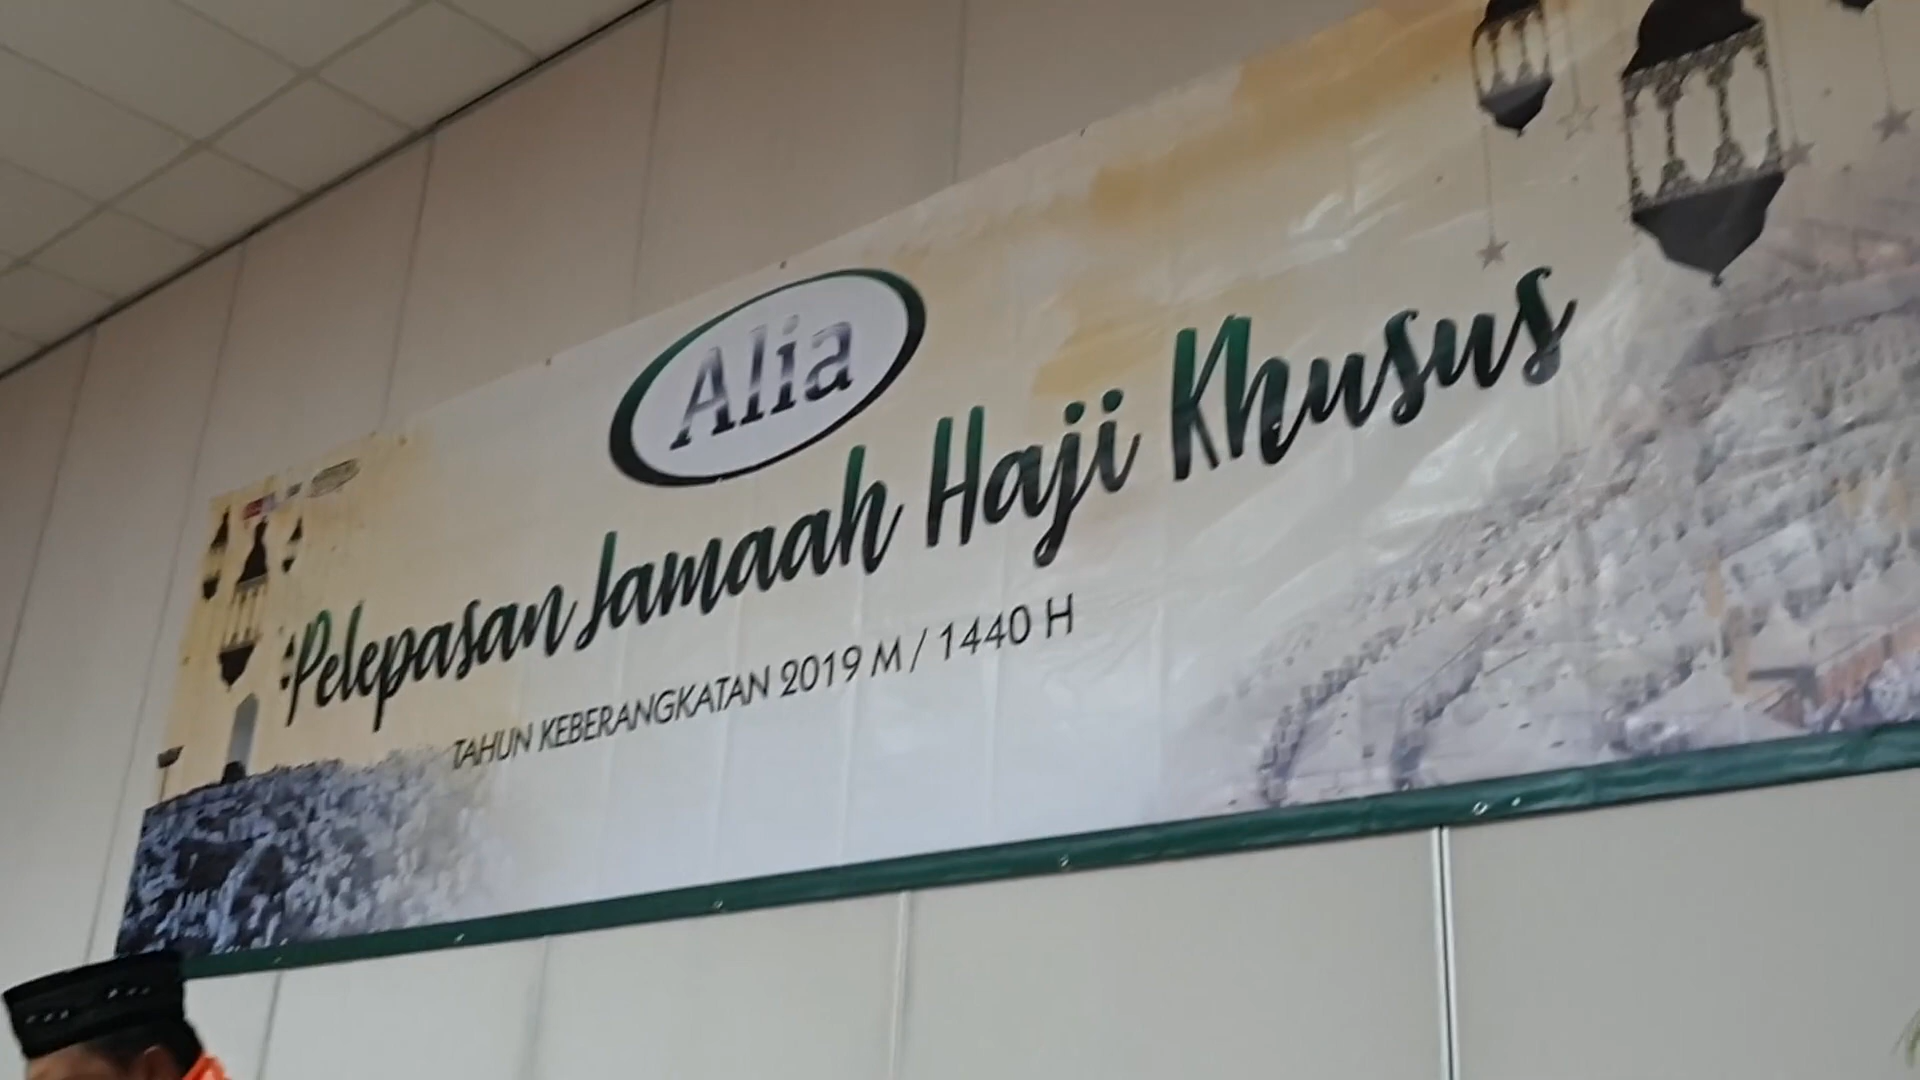 Alia
Pelepasan Jamaah Haji Khusus
TAHUN KEBERANGKATAN 2019 M / 1440 H